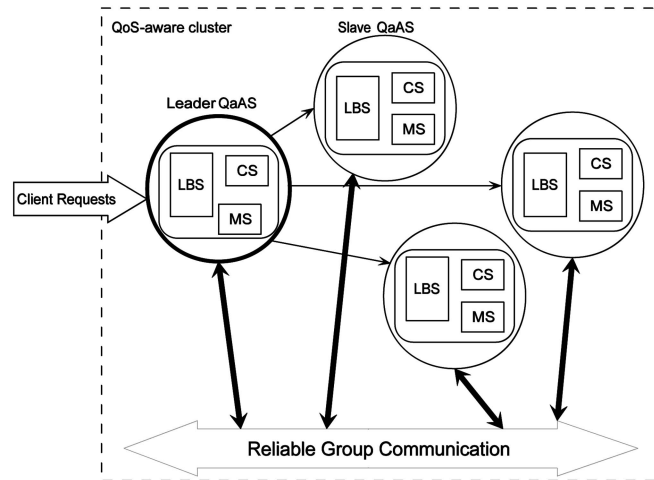 QoS-aware cluster
Slave QaAS
LBS
CS
MS
Leader QaAS
LBS
CS
MS
LBS
CS
MS
Client Requests
LBS
CS
MS
Reliable Group Communication